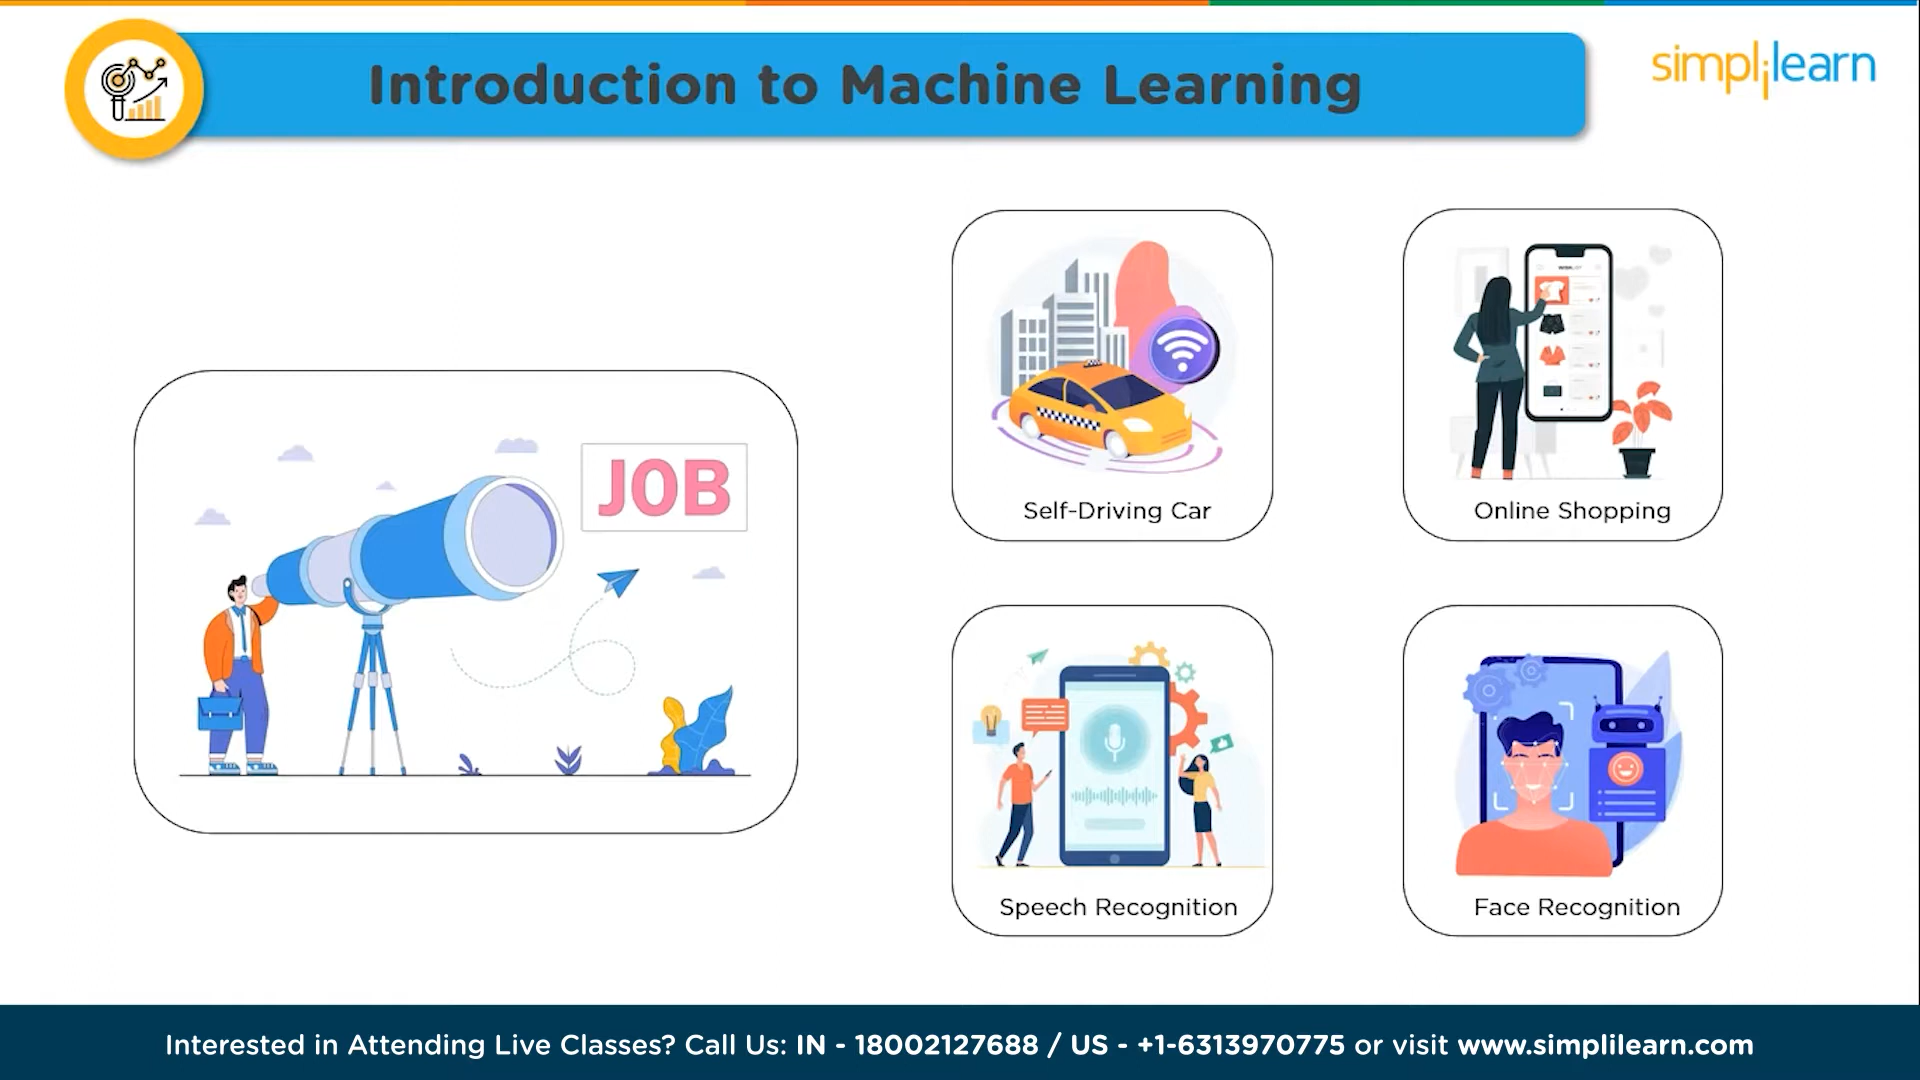 Introduction to Machine Learning
simplilearn
JOB
Self-Driving Car
Online Shopping
Speech Recognition
Face Recognition
Interested in Attending Live Classes? Call Us: IN - 18002127688 / US - +1-6313970775 or visit www.simplilearn.com